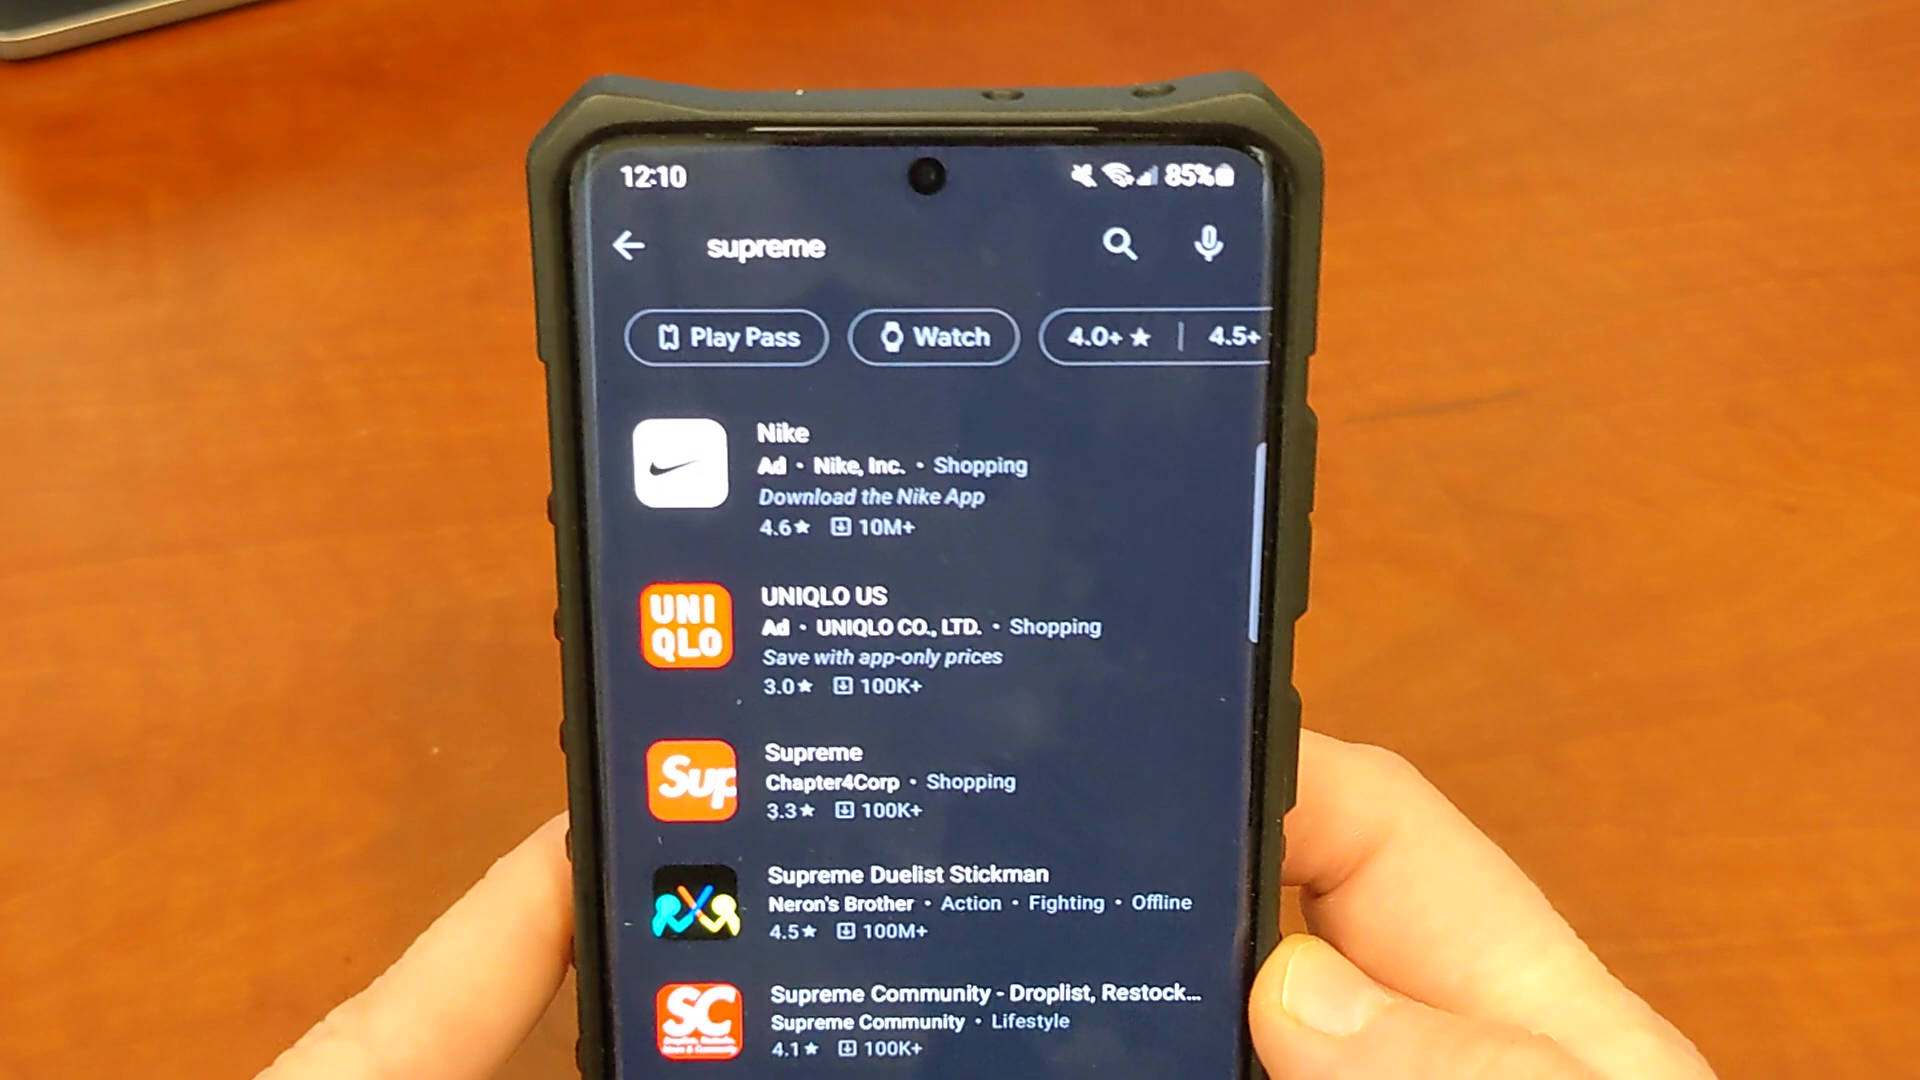 12:10 85%
supreme
Play Pass Watch 4.0+ ★ | 4.5+
Nike
Ad • Nike, Inc. • Shopping
Download the Nike App
4.6★ 10M+
UNI
QLO
UNIQLO US
Ad • UNIQLO CO., LTD. • Shopping
Save with app-only prices
3.0★ 100K+
Sup
Supreme
Chapter4Corp • Shopping
3.3★ 100K+
Supreme Duelist Stickman
Neron's Brother • Action • Fighting • Offline
4.5★ 100M+
SC
Supreme Community - Droplist, Restock...
Supreme Community • Lifestyle
4.1★ 100K+